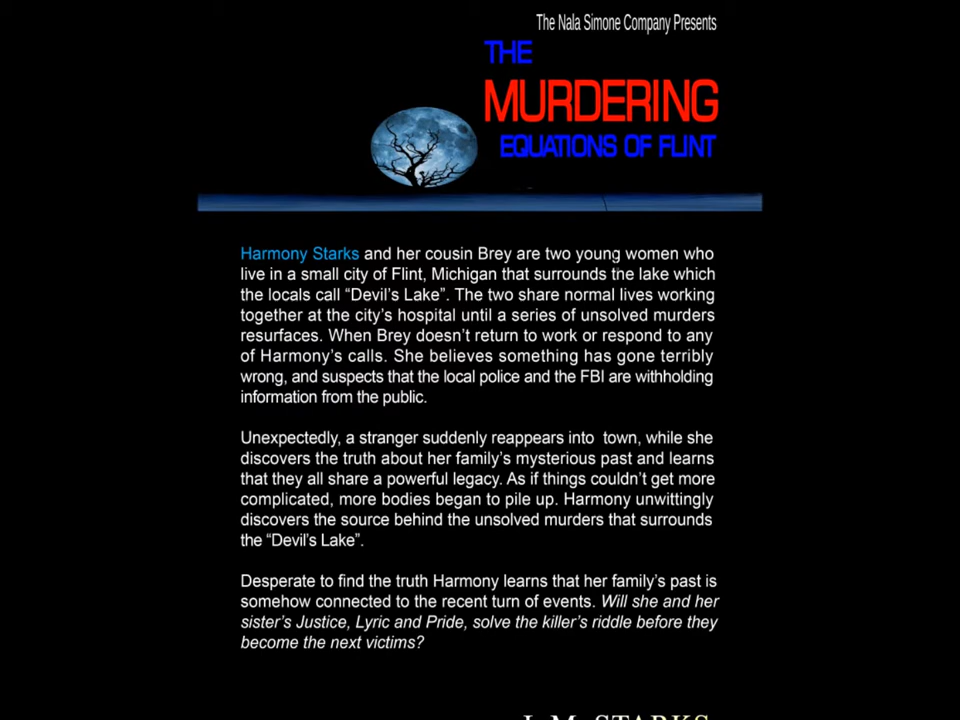 The Nala Simone Company Presents
THE
MURDERING
EQUATIONS OF FLINT
Harmony Starks and her cousin Brey are two young women who
live in a small city of Flint, Michigan that surrounds the lake which
the locals call “Devil’s Lake”. The two share normal lives working
together at the city’s hospital until a series of unsolved murders
resurfaces. When Brey doesn’t return to work or respond to any
of Harmony’s calls. She believes something has gone terribly
wrong, and suspects that the local police and the FBI are withholding
information from the public.
Unexpectedly, a stranger suddenly reappears into town, while she
discovers the truth about her family’s mysterious past and learns
that they all share a powerful legacy. As if things couldn’t get more
complicated, more bodies began to pile up. Harmony unwittingly
discovers the source behind the unsolved murders that surrounds
the “Devil’s Lake”.
Desperate to find the truth Harmony learns that her family’s past is
somehow connected to the recent turn of events. Will she and her
sister’s Justice, Lyric and Pride, solve the killer’s riddle before they
become the next victims?
STARKS